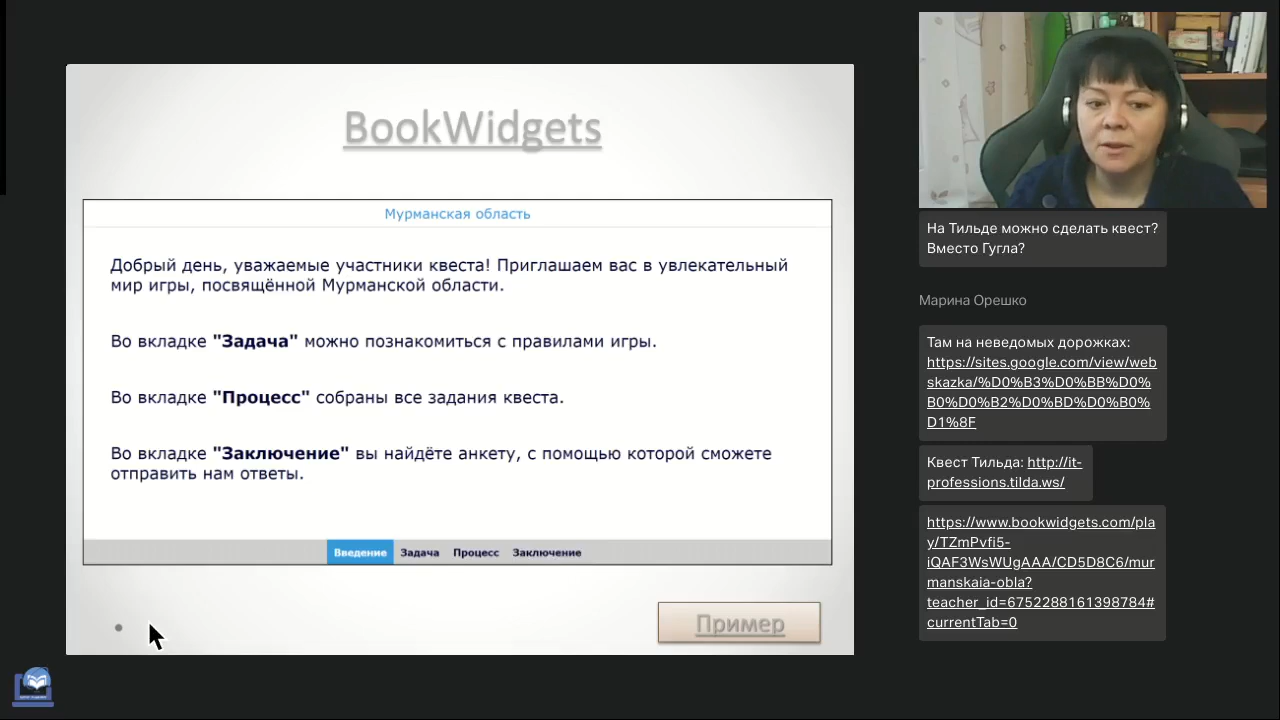 BookWidgets
Мурманская область
Добрый день, уважаемые участники квеста! Приглашаем вас в увлекательный
мир игры, посвящённой Мурманской области.
Во вкладке "Задача" можно познакомиться с правилами игры.
Во вкладке "Процесс" собраны все задания квеста.
Во вкладке "Заключение" вы найдёте анкету, с помощью которой сможете
отправить нам ответы.
Введение Задача Процесс Заключение
Пример
На Тильде можно сделать квест?
Вместо Гугла?
Марина Орешко
Там на неведомых дорожках:
https://sites.google.com/view/web
skazka/%D0%B3%D0%BB%D0%
B0%D0%B2%D0%BD%D0%B0%
D1%8F
Квест Тильда: http://it-
professions.tilda.ws/
https://www.bookwidgets.com/pla
y/TZmPvfi5-
iQAF3WsWUgAAA/CD5D8C6/mur
manskaia-obla?
teacher_id=6752288161398784#
currentTab=0